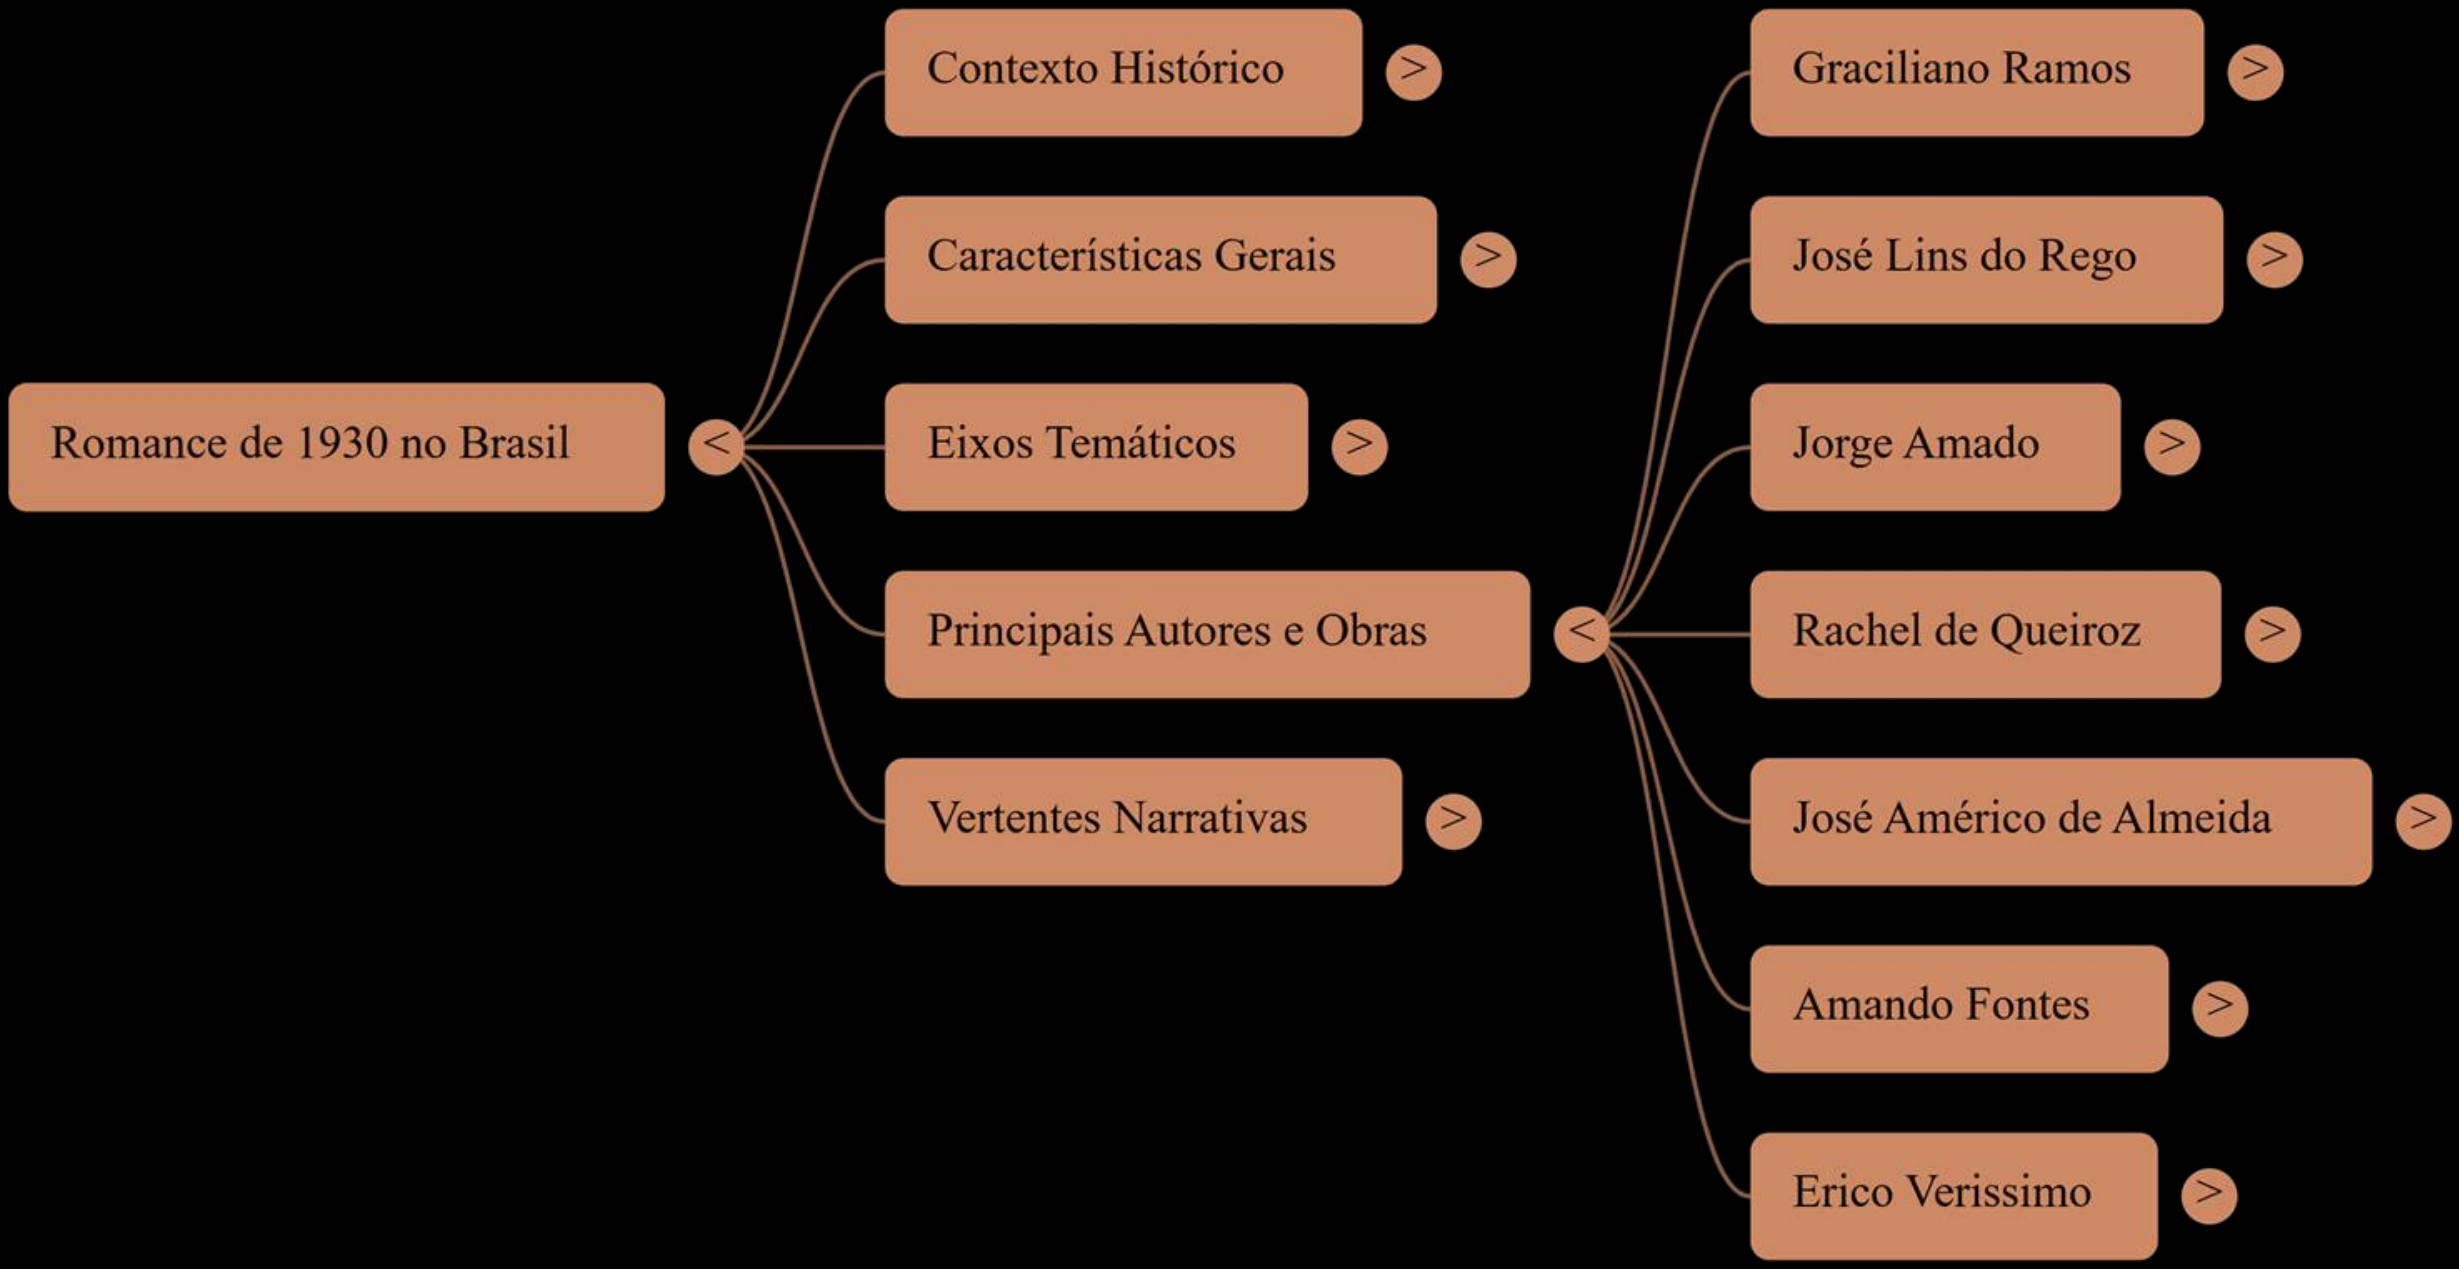 Romance de 1930 no Brasil
<
Contexto Histórico
>
Características Gerais
>
Eixos Temáticos
>
Principais Autores e Obras
<
Vertentes Narrativas
>
Graciliano Ramos
>
José Lins do Rego
>
Jorge Amado
>
Rachel de Queiroz
>
José Américo de Almeida
>
Amando Fontes
>
Erico Verissimo
>